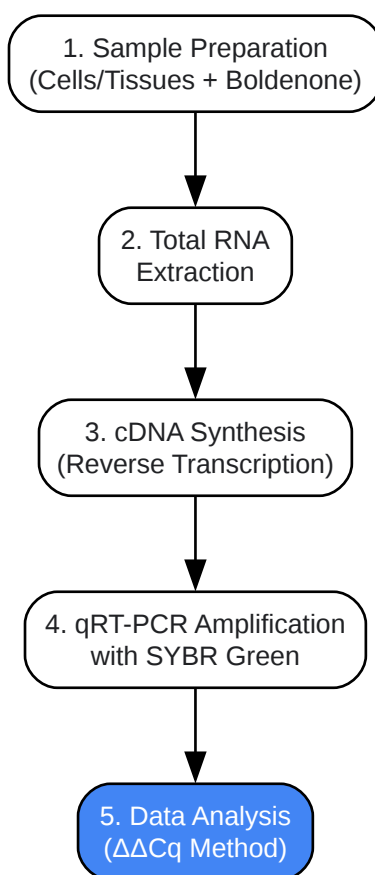 1. Sample Preparation
(Cells/Tissues + Boldenone)
2. Total RNA
Extraction
3. cDNA Synthesis
(Reverse Transcription)
4. qRT-PCR Amplification
with SYBR Green
5. Data Analysis
(ΔΔCq Method)